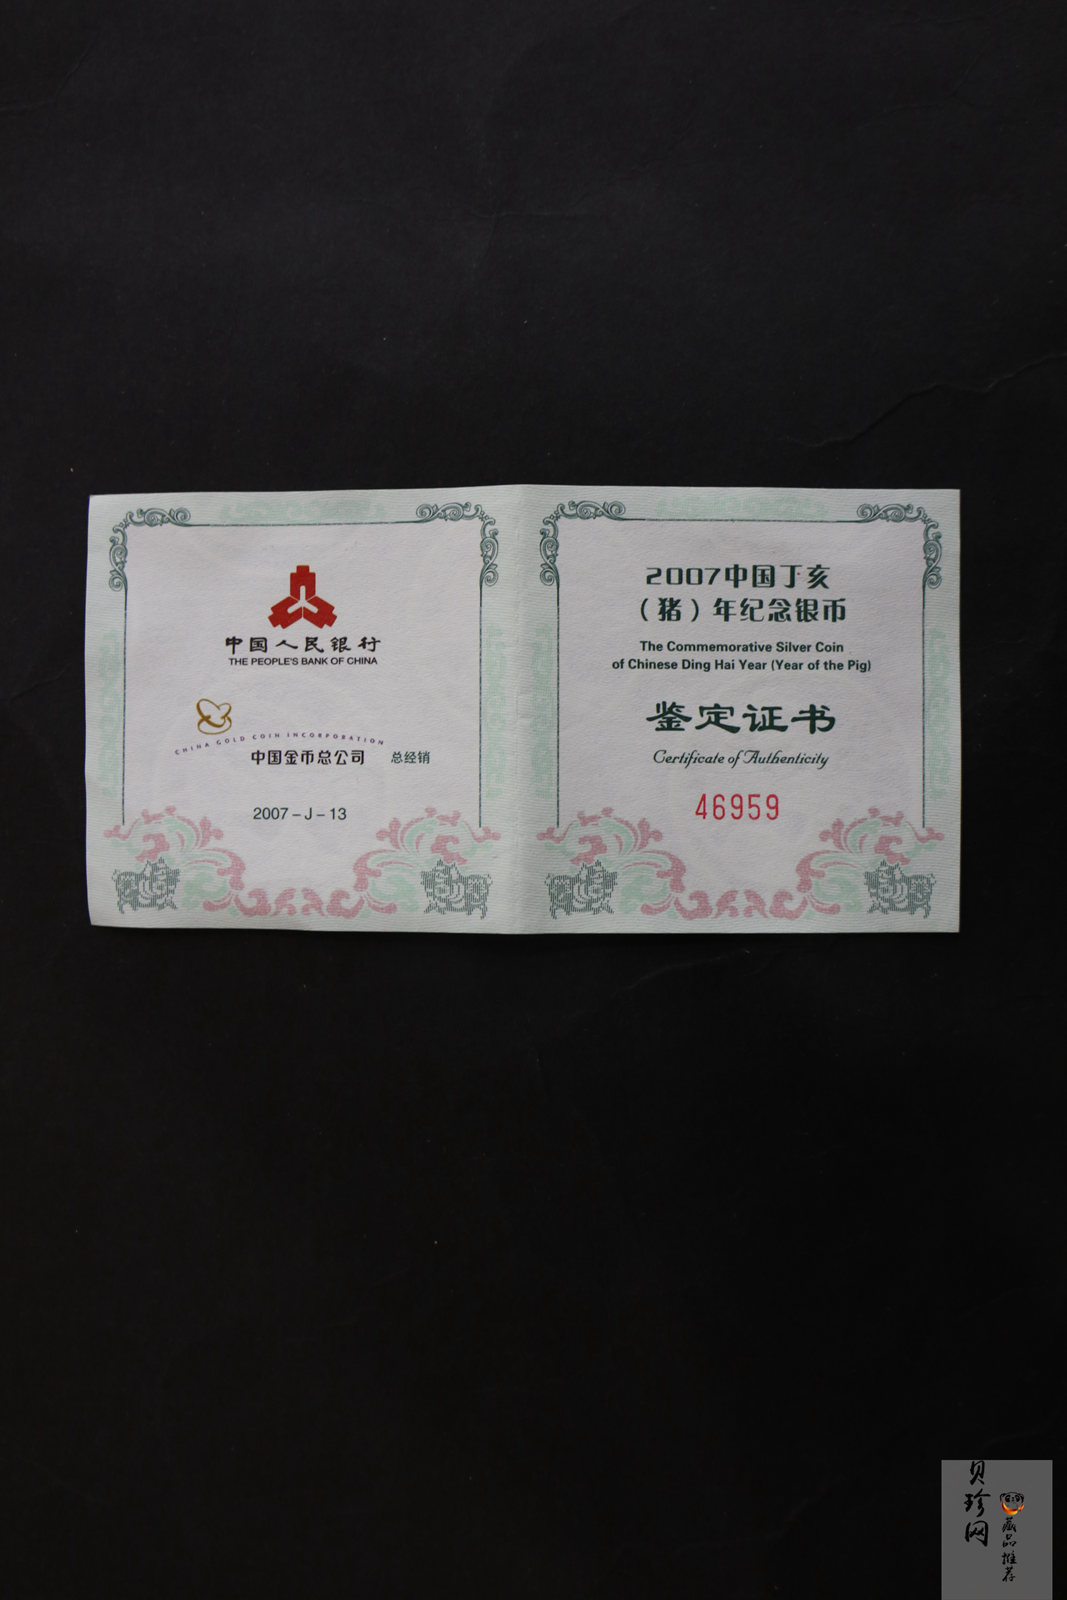 中国人民银行
THE PEOPLE'S BANK OF CHINA
CHINA GOLD COIN INCORPORATION
中国金币总公司 总经销
2007－J－13
2007中国丁亥
（猪）年纪念银币
The Commemorative Silver Coin
of Chinese Ding Hai Year (Year of the Pig)
鉴定证书
Certificate of Authenticity
46959
贝珍网
藏品推荐